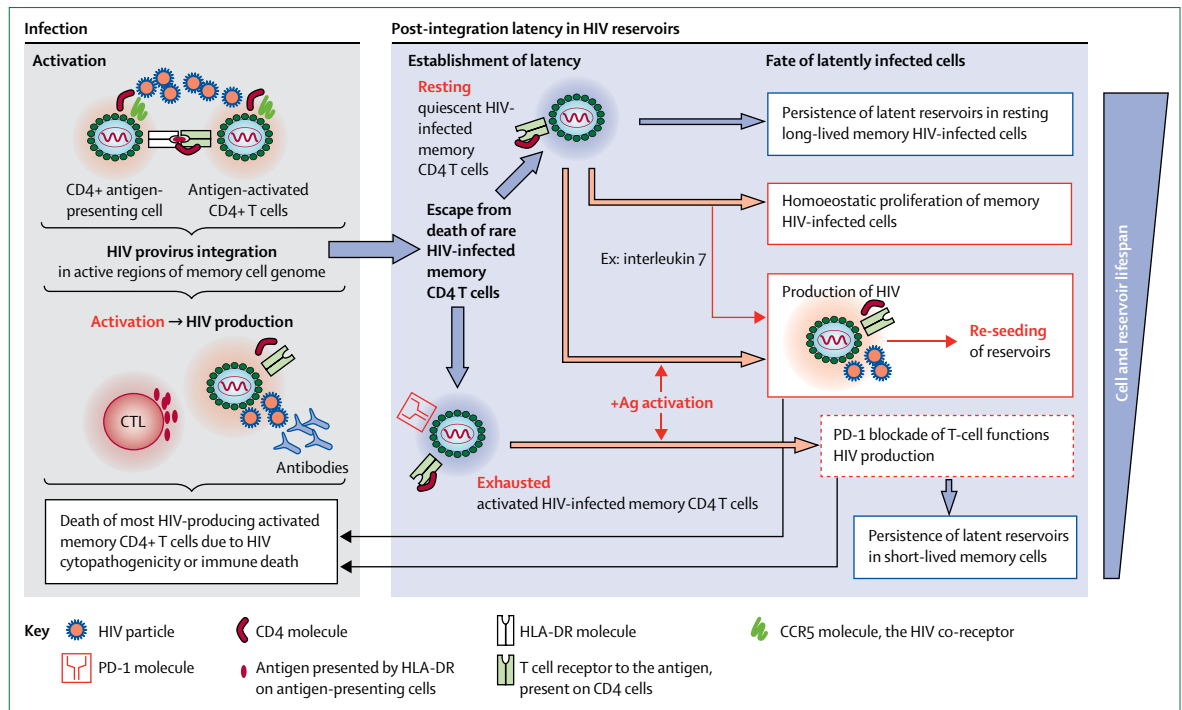 Infection
Activation
CD4+ antigen-
presenting cell
Antigen-activated
CD4+ T cells
HIV provirus integration
in active regions of memory cell genome
Activation → HIV production
CTL
Antibodies
Death of most HIV-producing activated
memory CD4+ T cells due to HIV
cytopathogenicity or immune death
Post-integration latency in HIV reservoirs
Establishment of latency
Resting
quiescent HIV-
infected
memory
CD4 T cells
Escape from
death of rare
HIV-infected
memory
CD4 T cells
Exhausted
activated HIV-infected memory CD4 T cells
Ex: interleukin 7
+Ag activation
Fate of latently infected cells
Persistence of latent reservoirs in resting
long-lived memory HIV-infected cells
Homoeostatic proliferation of memory
HIV-infected cells
Production of HIV
Re-seeding
of reservoirs
PD-1 blockade of T-cell functions
HIV production
Persistence of latent reservoirs
in short-lived memory cells
Cell and reservoir lifespan
Key
HIV particle
CD4 molecule
HLA-DR molecule
CCR5 molecule, the HIV co-receptor
PD-1 molecule
Antigen presented by HLA-DR
on antigen-presenting cells
T cell receptor to the antigen,
present on CD4 cells